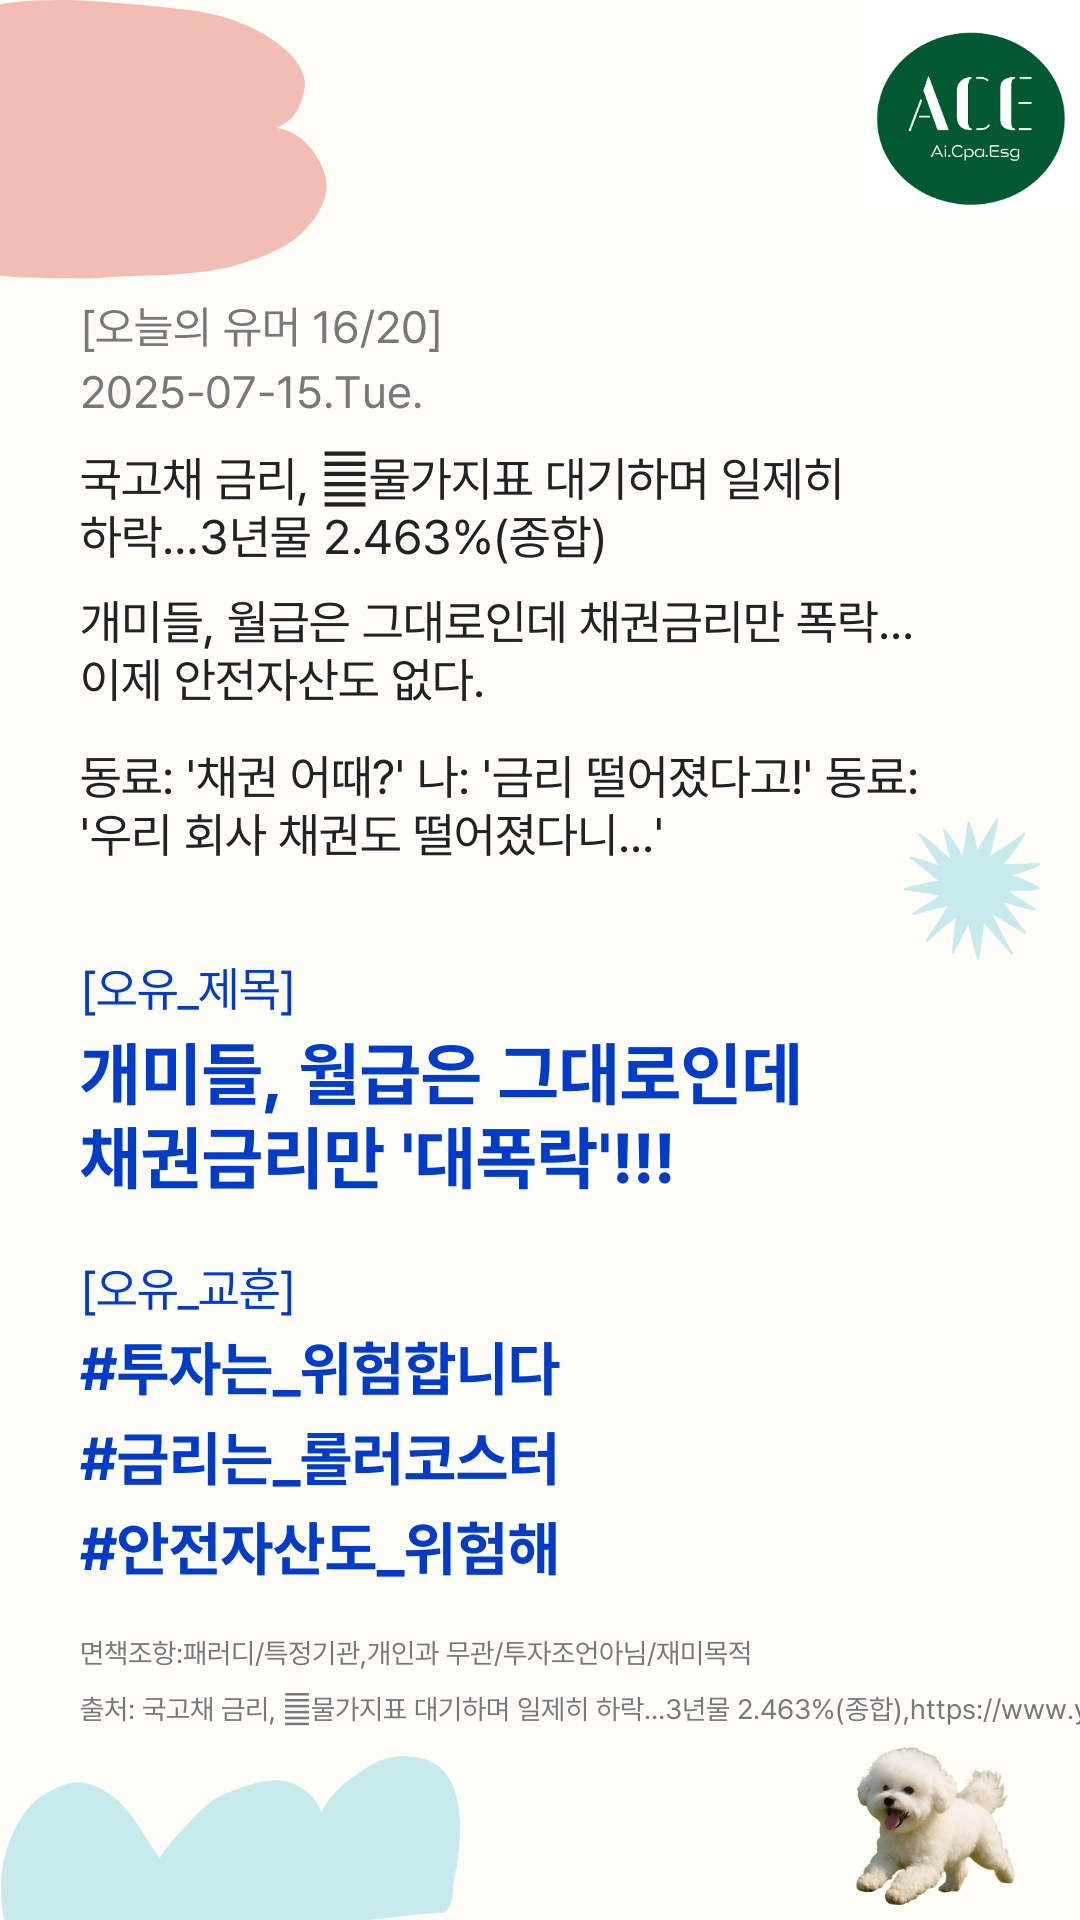 ACE
Ai.Cpa.Esg
[오늘의 유머 16/20]
2025-07-15.Tue.
국고채 금리, 물가지표 대기하며 일제히
하락...3년물 2.463%(종합)
개미들, 월급은 그대로인데 채권금리만 폭락...
이제 안전자산도 없다.
동료: '채권 어때?' 나: '금리 떨어졌다고!' 동료:
'우리 회사 채권도 떨어졌다니...'
[오유_제목]
개미들, 월급은 그대로인데
채권금리만 '대폭락'!!!
[오유_교훈]
#투자는_위험합니다
#금리는_롤러코스터
#안전자산도_위험해
면책조항:패러디/특정기관,개인과 무관/투자조언아님/재미목적
출처: 국고채 금리, 물가지표 대기하며 일제히 하락...3년물 2.463%(종합),https://www.y